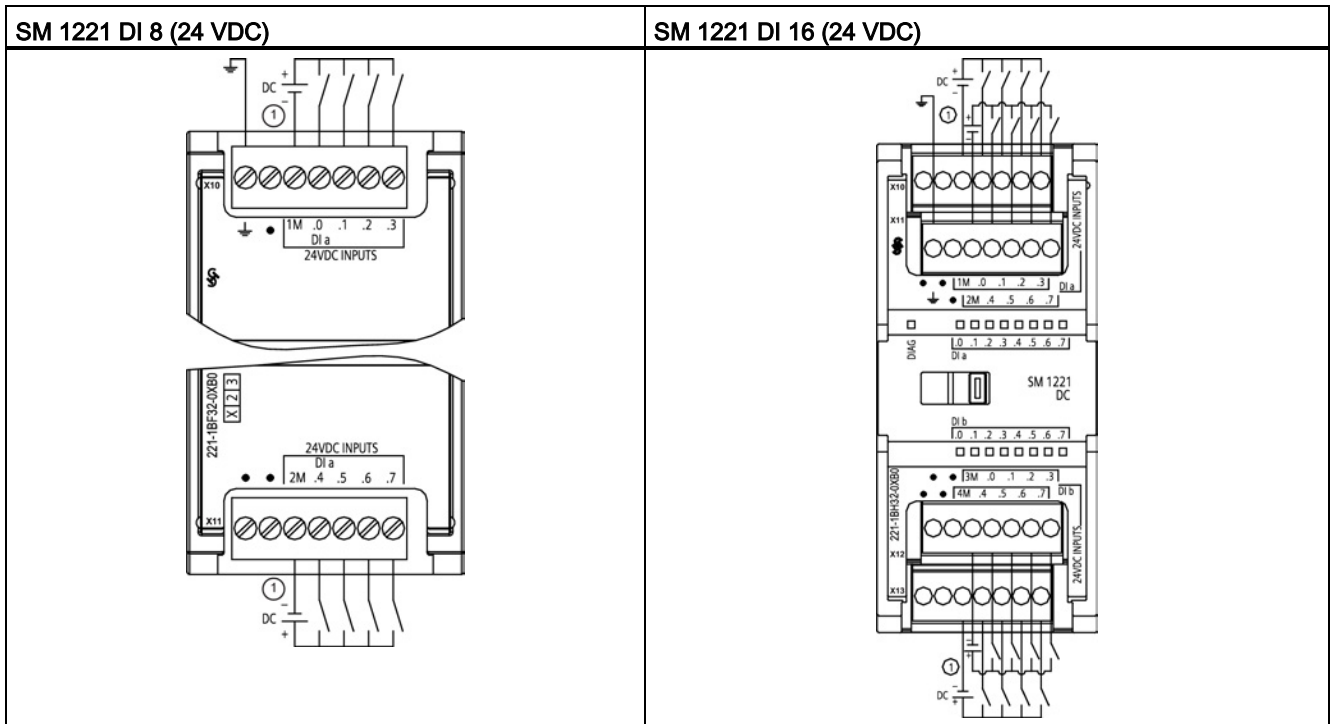 SM 1221 DI 8 (24 VDC)
DC
+
−
1
X10
1M .0 .1 .2 .3
DI a
24VDC INPUTS
221-1BF32-0XB0
X 2 3
24VDC INPUTS
DI a
2M .4 .5 .6 .7
X11
1
DC
−
+
SM 1221 DI 16 (24 VDC)
DC
+
−
1
+
−
X10
X11
24VDC INPUTS
1M .0 .1 .2 .3
DI a
2M .4 .5 .6 .7
DIAG
.0 .1 .2 .3 .4 .5 .6 .7
DI a
SM 1221
DC
DI b
.0 .1 .2 .3 .4 .5 .6 .7
221-1BH32-0XB0
3M .0 .1 .2 .3
4M .4 .5 .6 .7
DI b
24VDC INPUTS
X12
X13
1
−
+
DC
−
+